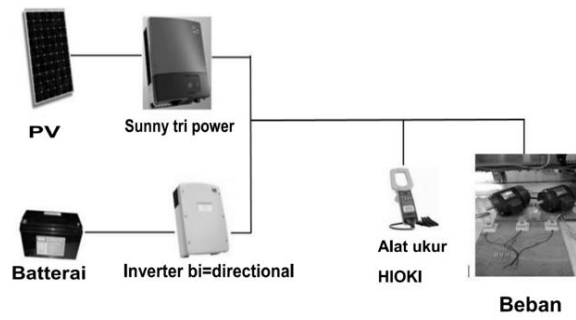 PV
Sunny tri power
Batterai
Inverter bi=directional
Alat ukur
HIOKI
Beban